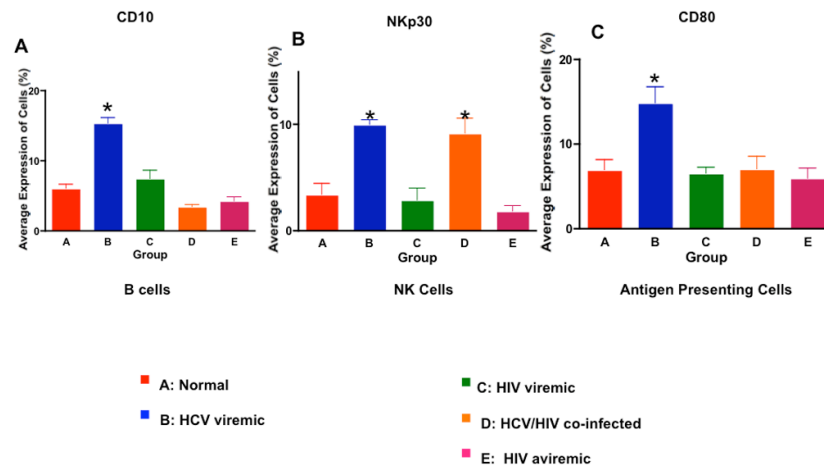 CD10
NKp30
CD80
A
B
C
Average Expression of Cells (%)
20
10
0
*
A B C D E
Group
B cells
Average Expression of Cells (%)
10
0
* *
A B C D E
Group
NK Cells
Average Expression of Cells (%)
20
10
0
*
A B C D E
Group
Antigen Presenting Cells
A: Normal
B: HCV viremic
C: HIV viremic
D: HCV/HIV co-infected
E: HIV aviremic